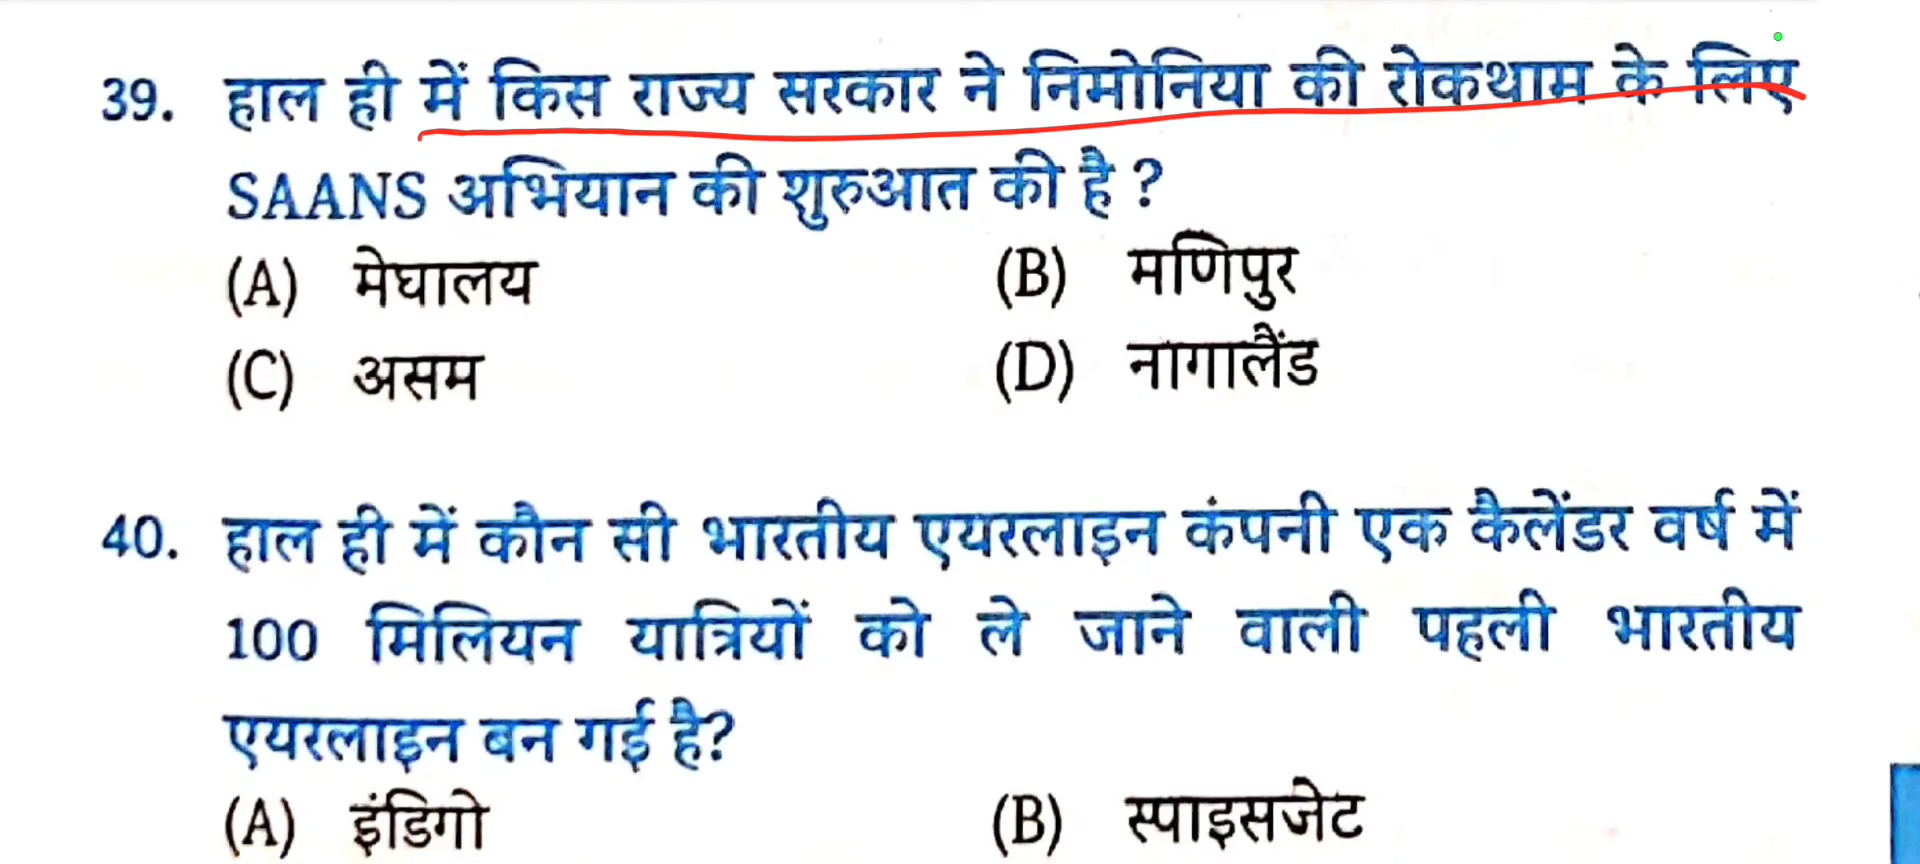 39. हाल ही में किस राज्य सरकार ने निमोनिया की रोकथाम के लिए
SAANS अभियान की शुरुआत की है ?
(A) मेघालय (B) मणिपुर
(C) असम (D) नागालैंड
40. हाल ही में कौन सी भारतीय एयरलाइन कंपनी एक कैलेंडर वर्ष में
100 मिलियन यात्रियों को ले जाने वाली पहली भारतीय
एयरलाइन बन गई है?
(A) इंडिगो (B) स्पाइसजेट